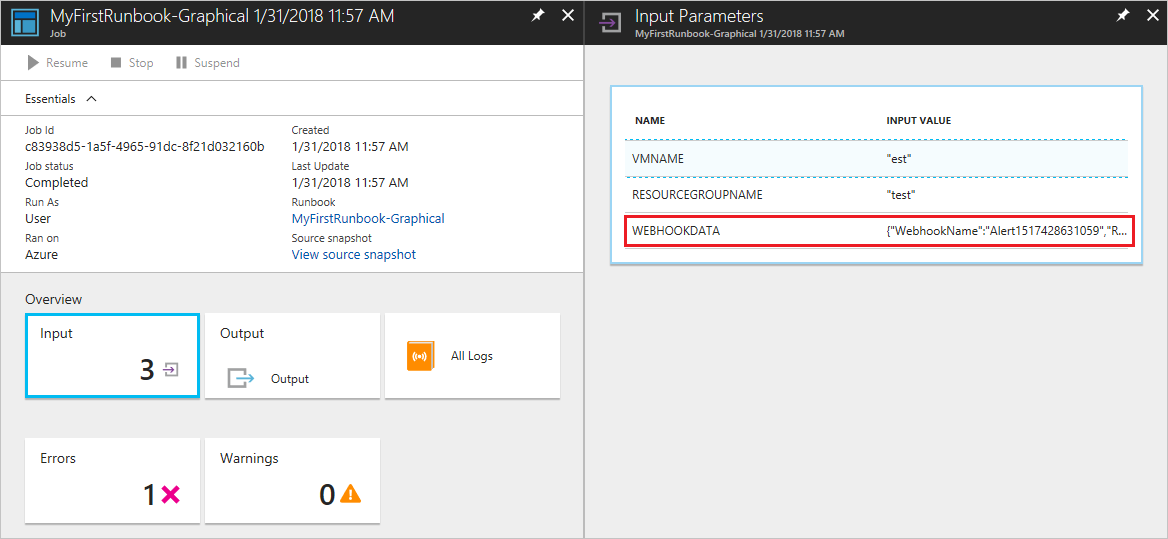 MyFirstRunbook-Graphical 1/31/2018 11:57 AM
Job
Resume Stop Suspend
Essentials
Job Id
c83938d5-1a5f-4965-91dc-8f21d032160b
Created
1/31/2018 11:57 AM
Job status
Completed
Last Update
1/31/2018 11:57 AM
Run As
User
Runbook
MyFirstRunbook-Graphical
Ran on
Azure
Source snapshot
View source snapshot
Overview
Input
3
Output
Output
All Logs
Errors
1
Warnings
0
Input Parameters
MyFirstRunbook-Graphical 1/31/2018 11:57 AM
NAME INPUT VALUE
VMNAME "est"
RESOURCEGROUPNAME "test"
WEBHOOKDATA {"WebhookName":"Alert1517428631059","R...